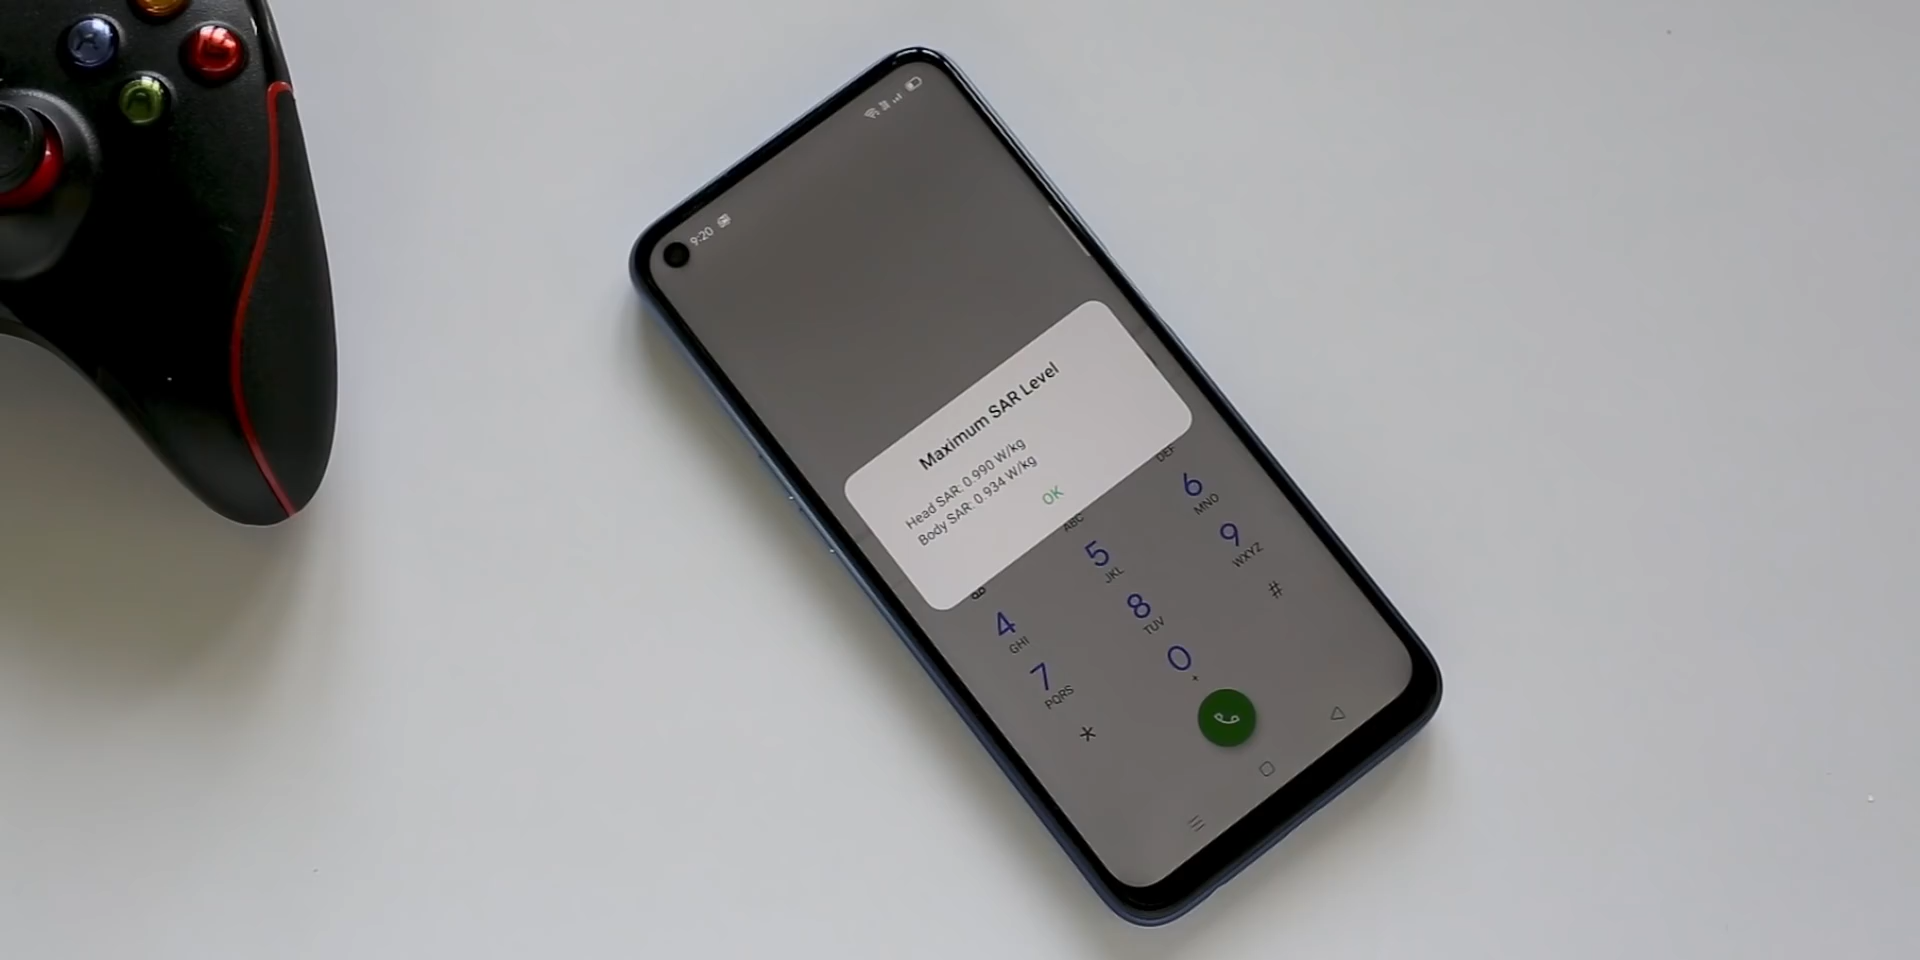 9:20
Maximum SAR Level
Head SAR: 0.990 W/kg
Body SAR: 0.934 W/kg
OK
ABC
DEF
4
GHI
5
JKL
6
MNO
7
PQRS
8
TUV
9
WXYZ
*
0
+
#
X
A